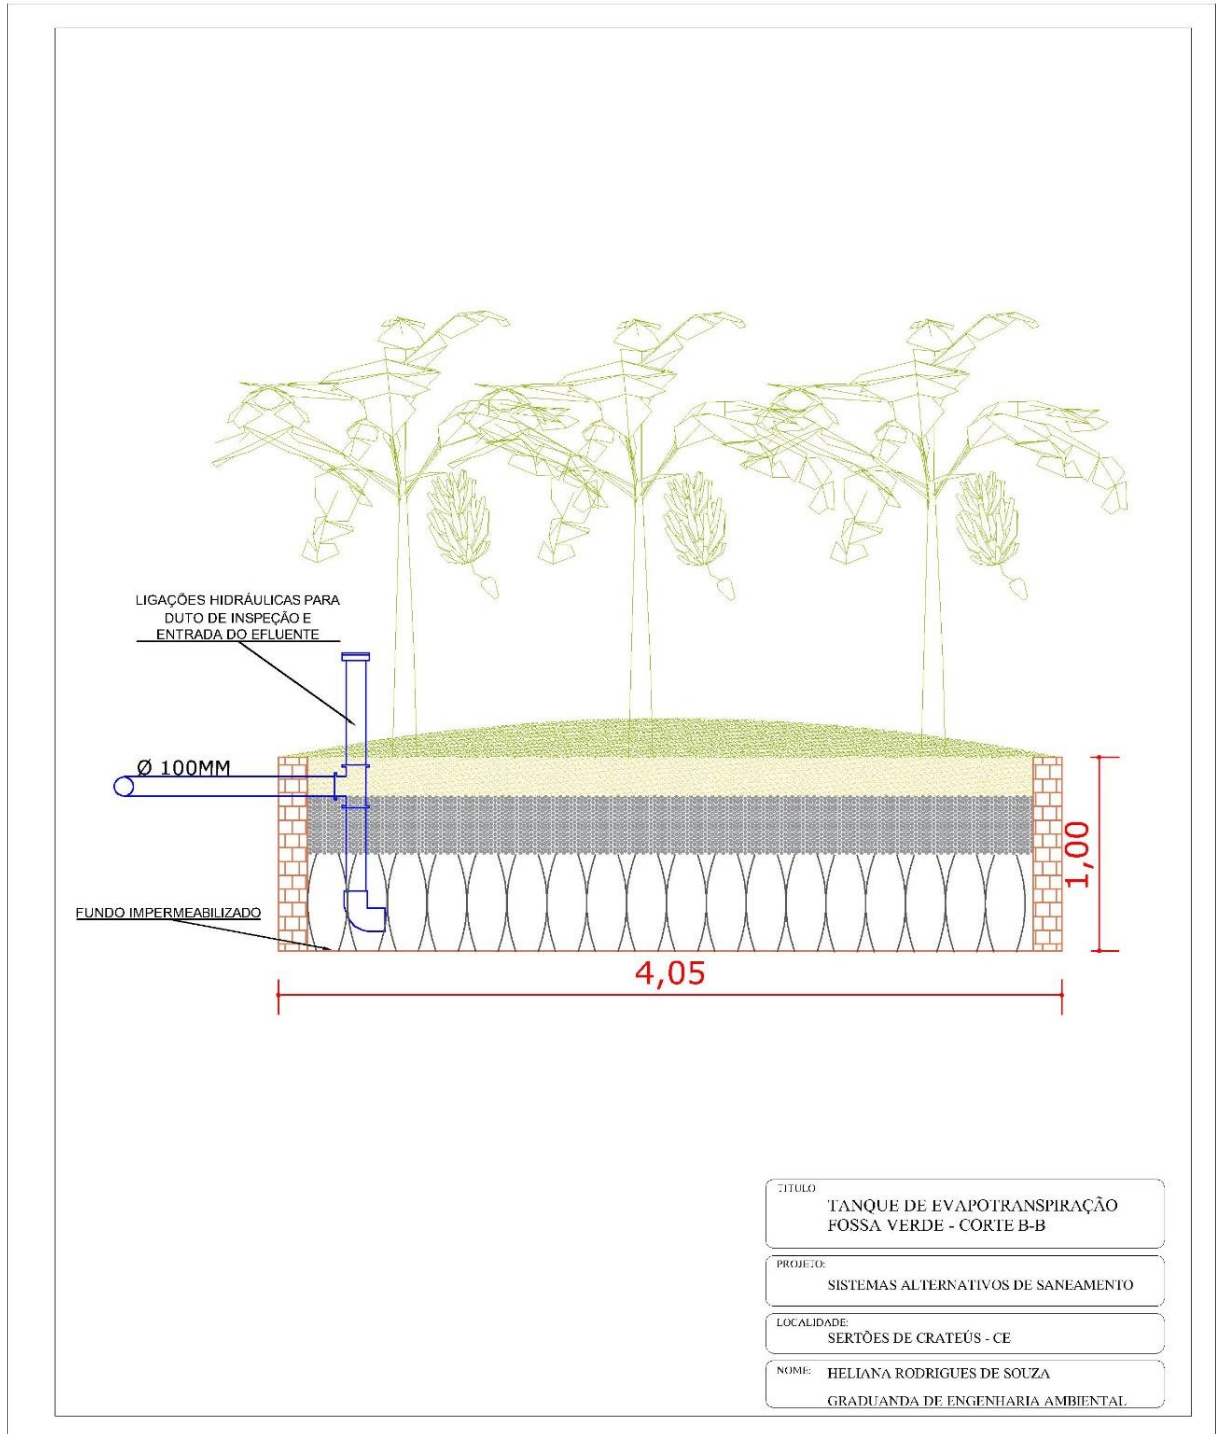 LIGAÇÕES HIDRÁULICAS PARA
DUTO DE INSPEÇÃO E
ENTRADA DO EFLUENTE
Ø 100MM
1,00
FUNDO IMPERMEABILIZADO
4,05
TITULO
TANQUE DE EVAPOTRANSPIRAÇÃO
FOSSA VERDE - CORTE B-B
PROJETO:
SISTEMAS ALTERNATIVOS DE SANEAMENTO
LOCALIDADE:
SERTÕES DE CRATEÚS - CE
NOME: HELIANA RODRIGUES DE SOUZA
GRADUANDA DE ENGENHARIA AMBIENTAL